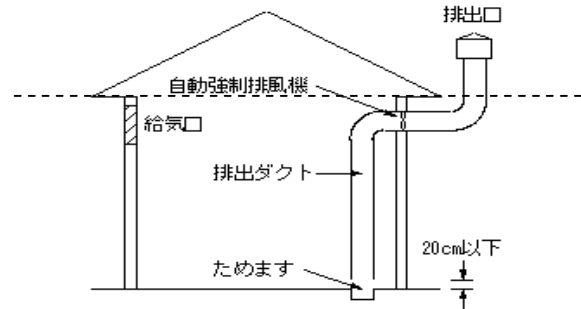 排出口
自動強制排風機
給気口
排出ダクト
20cm以下
ためます